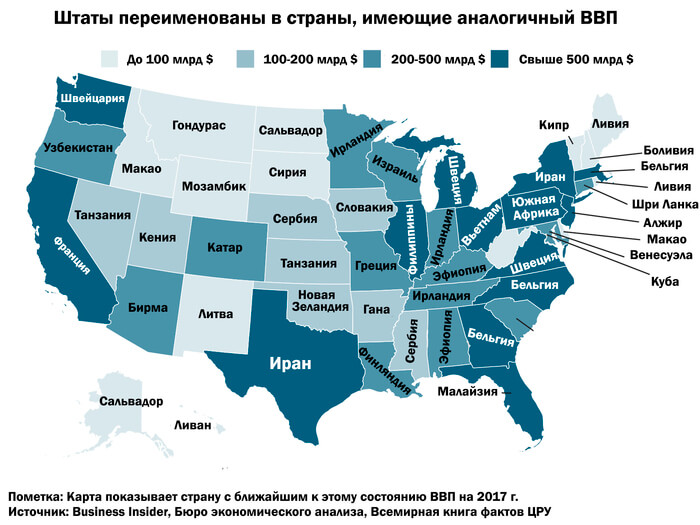 Штаты переименованы в страны, имеющие аналогичный ВВП
До 100 млрд $
100-200 млрд $
200-500 млрд $
Свыше 500 млрд $
Швейцария
Узбекистан
Гондурас
Макао
Мозамбик
Сальвадор
Сирия
Ирландия
Израиль
Швеция
Кипр
Ливия
Боливия
Бельгия
Ливия
Шри Ланка
Алжир
Макао
Венесуэла
Куба
Иран
Южная
Африка
Франция
Танзания
Кения
Катар
Сербия
Словакия
Филиппины
Ирландия
Вьетнам
Танзания
Греция
Эфиопия
Швеция
Бирма
Литва
Новая
Зеландия
Гана
Ирландия
Бельгия
Иран
Финляндия
Сербия
Эфиопия
Бельгия
Малайзия
Сальвадор
Ливан
Пометка: Карта показывает страну с ближайшим к этому состоянию ВВП на 2017 г.
Источник: Business Insider, Бюро экономического анализа, Всемирная книга фактов ЦРУ